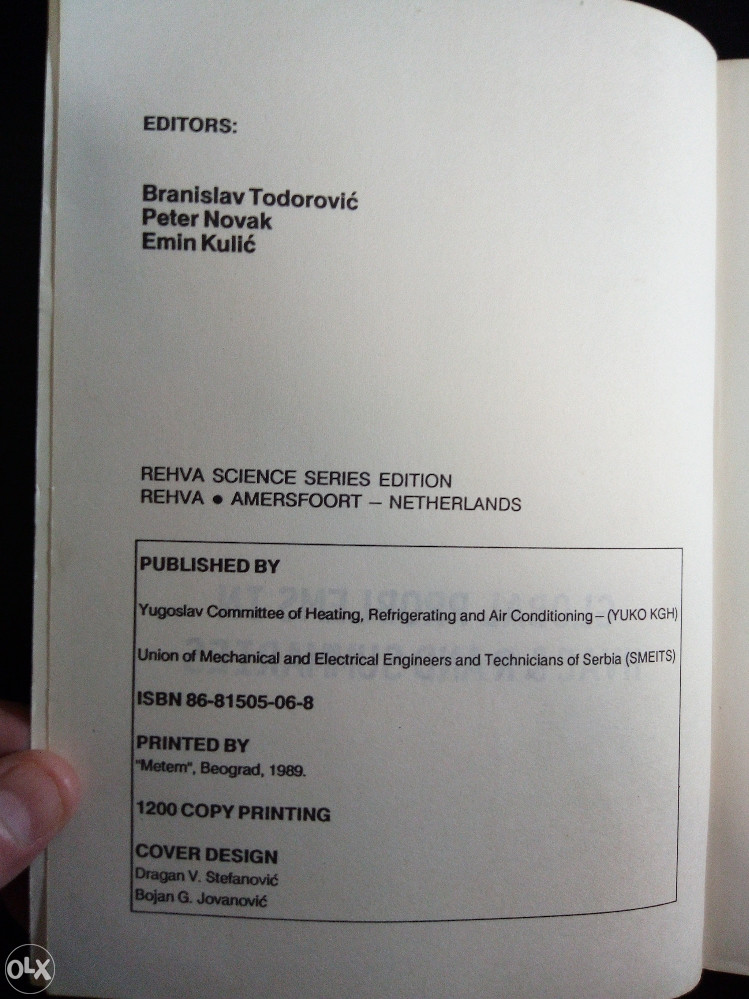 EDITORS:
Branislav Todorović
Peter Novak
Emin Kulić
REHVA SCIENCE SERIES EDITION
REHVA ● AMERSFOORT – NETHERLANDS
PUBLISHED BY
Yugoslav Committee of Heating, Refrigerating and Air Conditioning – (YUKO KGH)
Union of Mechanical and Electrical Engineers and Technicians of Serbia (SMEITS)
ISBN 86-81505-06-8
PRINTED BY
"Metem", Beograd, 1989.
1200 COPY PRINTING
COVER DESIGN
Dragan V. Stefanović
Bojan G. Jovanović
OLX